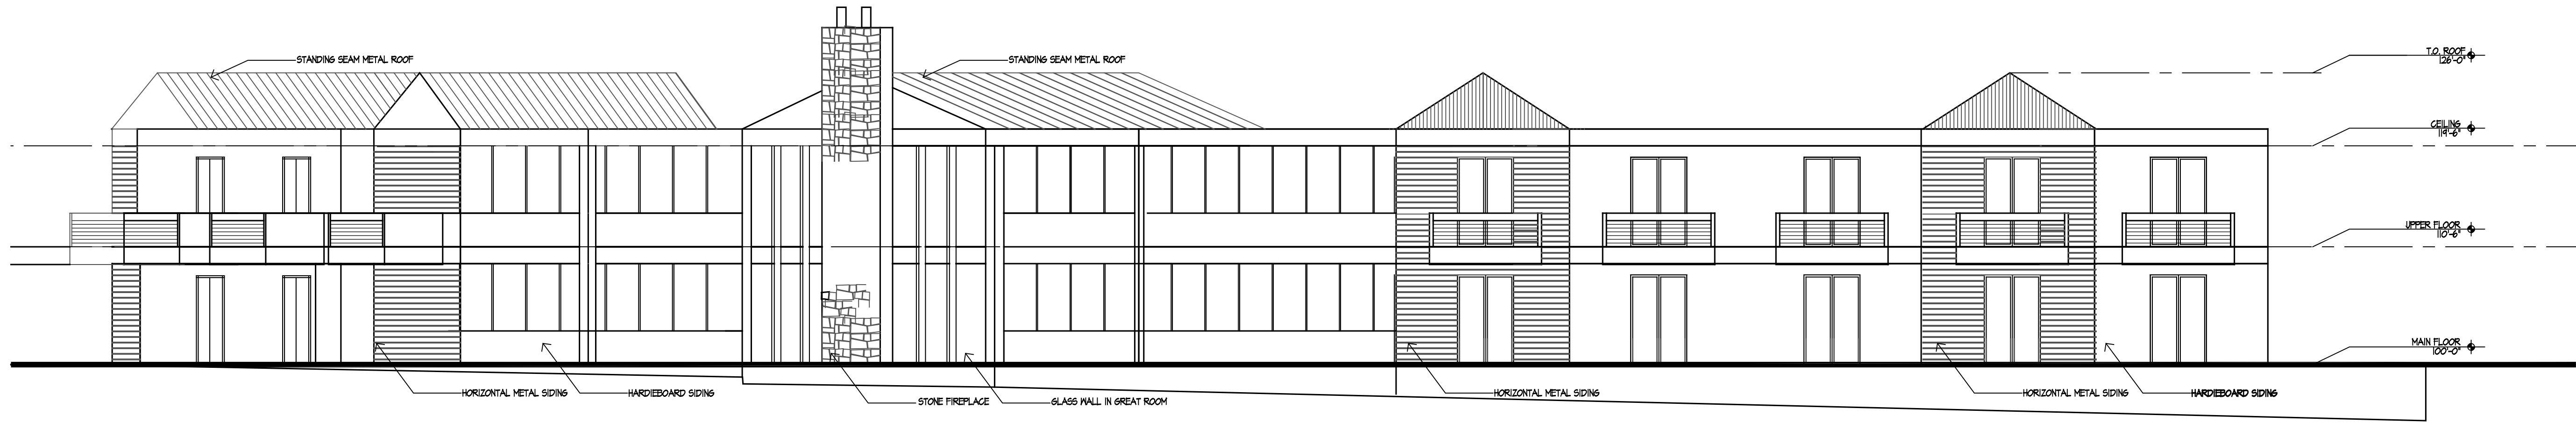 STANDING SEAM METAL ROOF
STANDING SEAM METAL ROOF
T.O. ROOF
126'-0"
CEILING
119'-6"
UPPER FLOOR
110'-6"
MAIN FLOOR
100'-0"
HORIZONTAL METAL SIDING
HARDIEBOARD SIDING
STONE FIREPLACE
GLASS WALL IN GREAT ROOM
HORIZONTAL METAL SIDING
HORIZONTAL METAL SIDING
HARDIEBOARD SIDING